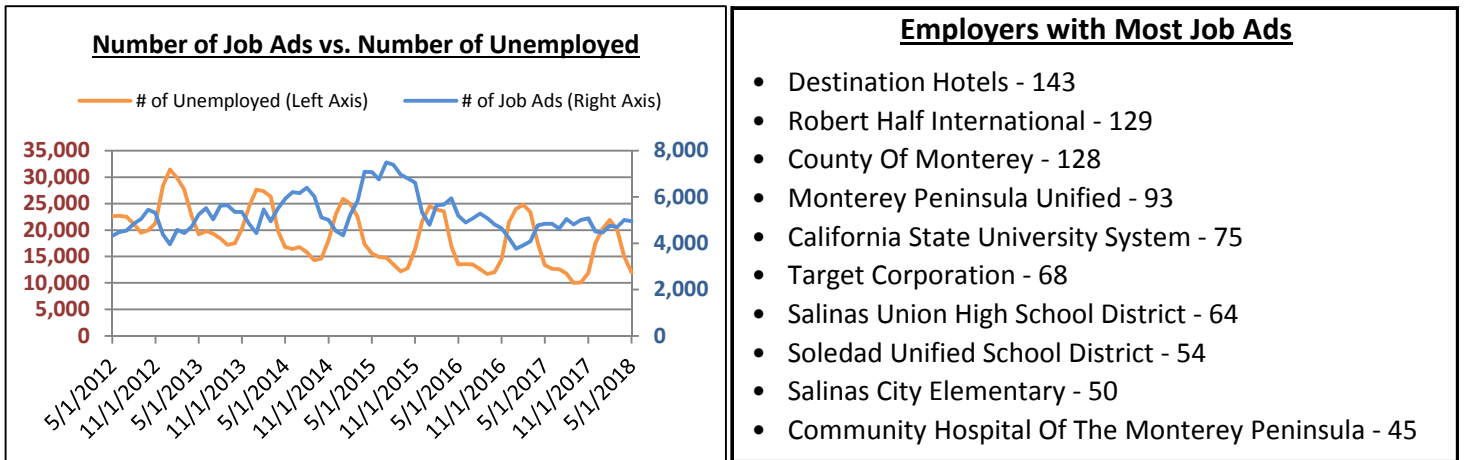 Number of Job Ads vs. Number of Unemployed
# of Unemployed (Left Axis) # of Job Ads (Right Axis)
35,000
30,000
25,000
20,000
15,000
10,000
5,000
0
8,000
6,000
4,000
2,000
0
5/1/2012
11/1/2012
5/1/2013
11/1/2013
5/1/2014
11/1/2014
5/1/2015
11/1/2015
5/1/2016
11/1/2016
5/1/2017
11/1/2017
5/1/2018
Employers with Most Job Ads
• Destination Hotels - 143
• Robert Half International - 129
• County Of Monterey - 128
• Monterey Peninsula Unified - 93
• California State University System - 75
• Target Corporation - 68
• Salinas Union High School District - 64
• Soledad Unified School District - 54
• Salinas City Elementary - 50
• Community Hospital Of The Monterey Peninsula - 45